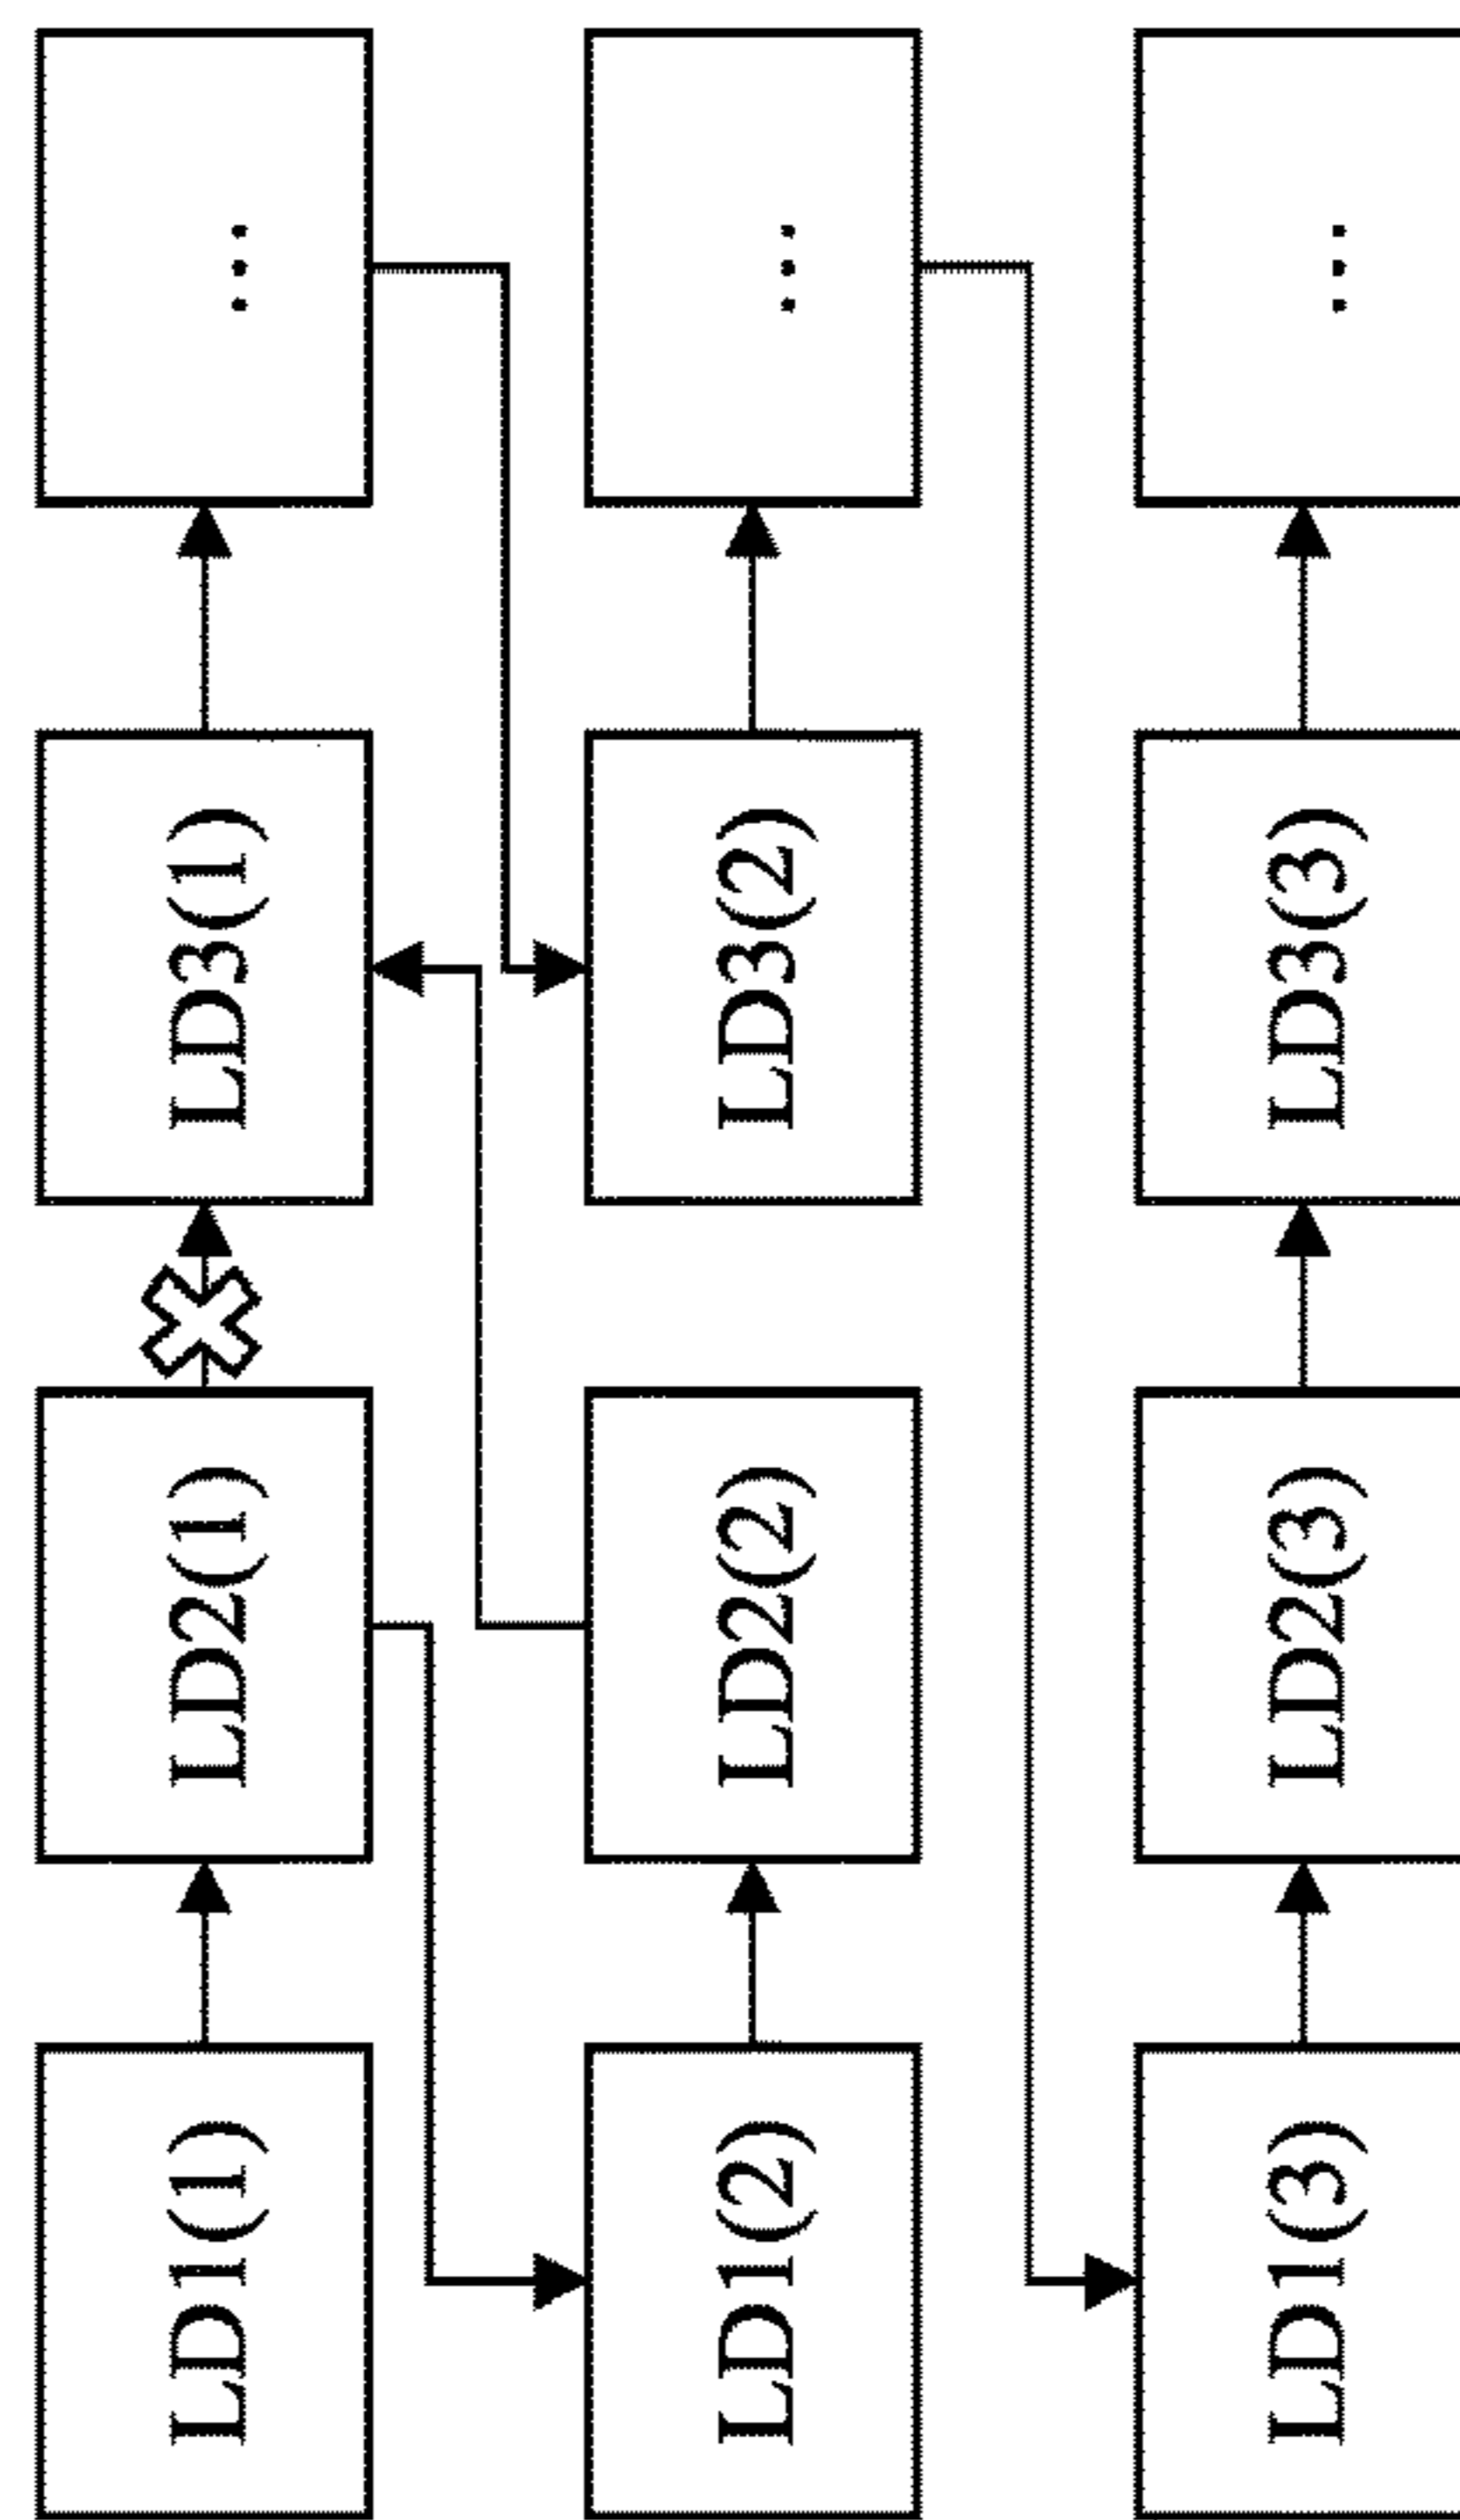 LD1(1) LD2(1) LD3(1) ...
LD1(2) LD2(2) LD3(2) ...
LD1(3) LD2(3) LD3(3) ...